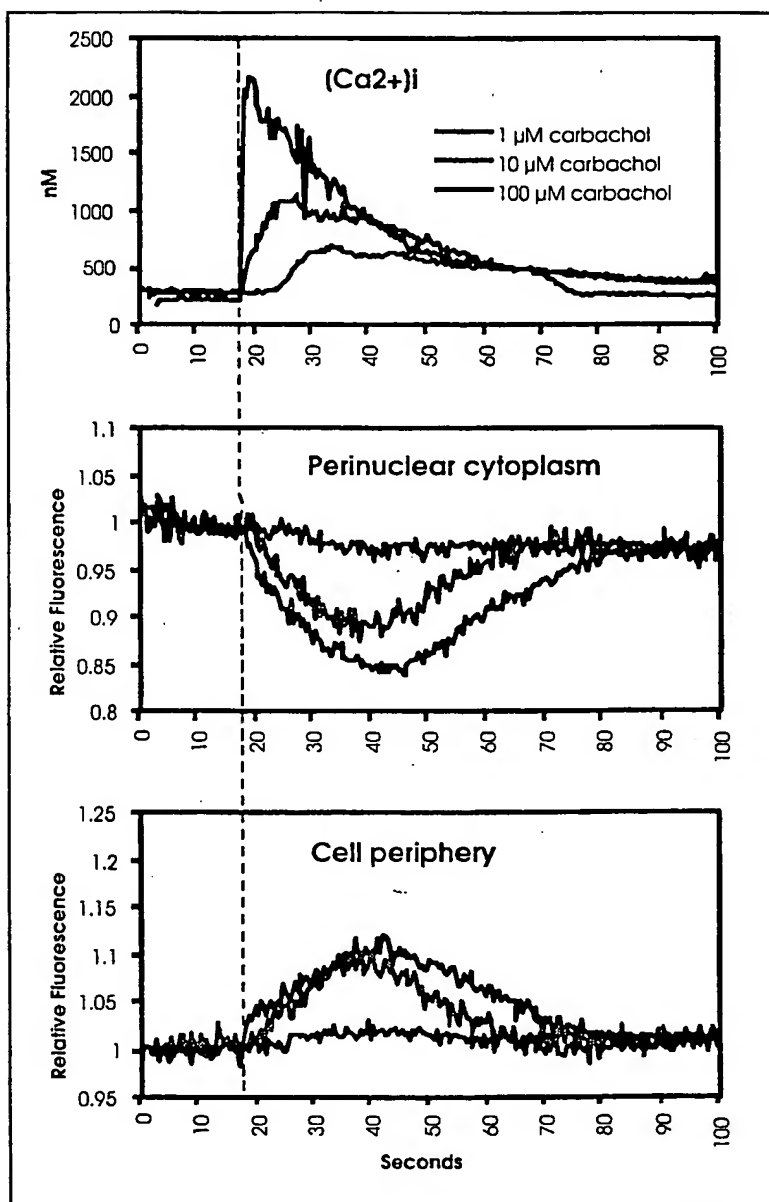 (Ca2+)i
2500
2000
1500
1000
500
0
nM
1 µM carbachol
10 µM carbachol
100 µM carbachol
0 10 20 30 40 50 60 70 80 90 100
Perinuclear cytoplasm
1.1
1.05
1
0.95
0.9
0.85
0.8
Relative Fluorescence
0 10 20 30 40 50 60 70 80 90 100
Cell periphery
1.25
1.2
1.15
1.1
1.05
1
0.95
Relative Fluorescence
0 10 20 30 40 50 60 70 80 90 100
Seconds